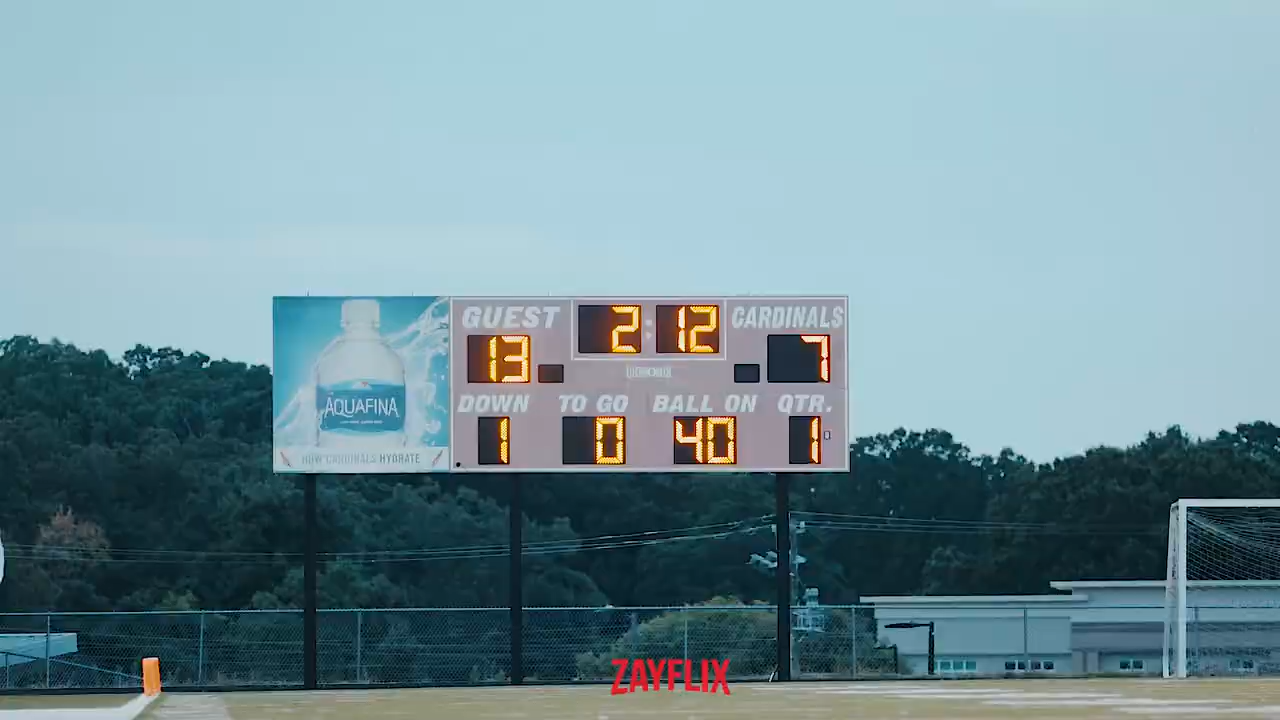 GUEST
2:12
CARDINALS
13
7
DOWN
TO GO
BALL ON
QTR.
1
0
40
1
AQUAFINA
HOW CARDINALS HYDRATE
ZAYFLIX